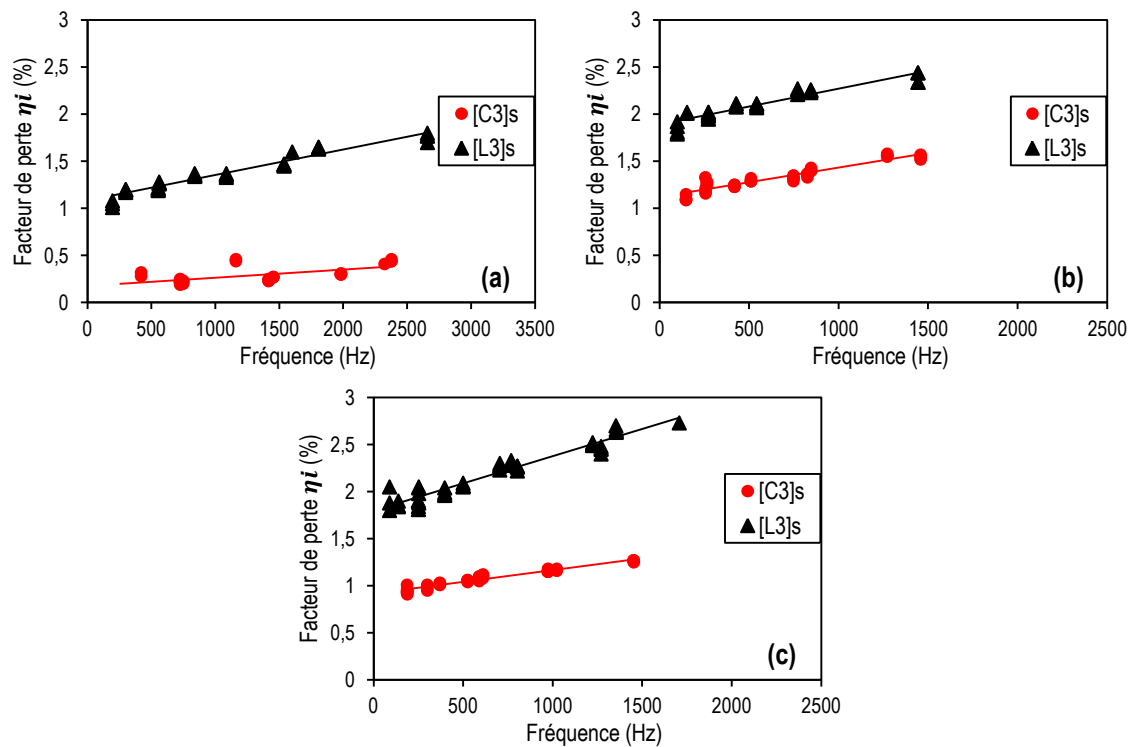 3
2,5
2
1,5
1
0,5
0
Facteur de perte ηi (%)
[C3]s
[L3]s
(a)
0 500 1000 1500 2000 2500 3000 3500
Fréquence (Hz)
3
2,5
2
1,5
1
0,5
0
Facteur de perte ηi (%)
[C3]s
[L3]s
(b)
0 500 1000 1500 2000 2500
Fréquence (Hz)
3
2,5
2
1,5
1
0,5
0
Facteur de perte ηi (%)
[C3]s
[L3]s
(c)
0 500 1000 1500 2000 2500
Fréquence (Hz)